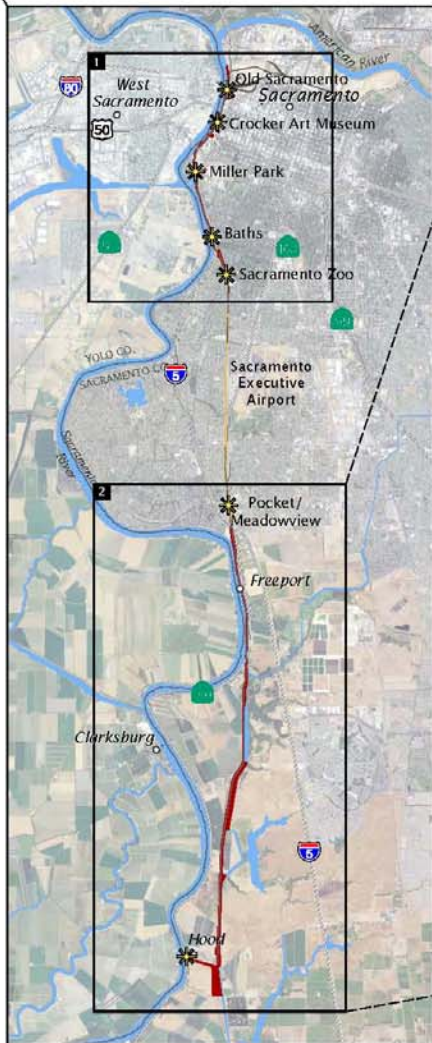 1
American River
80
West
Sacramento
Old Sacramento
Sacramento
50
Crocker Art Museum
Miller Park
Baths
Sacramento Zoo
YOLO CO.
SACRAMENTO CO.
5
Sacramento
Executive
Airport
Sacramento
River
2
Pocket/
Meadowview
Freeport
Clarksburg
5
Hood